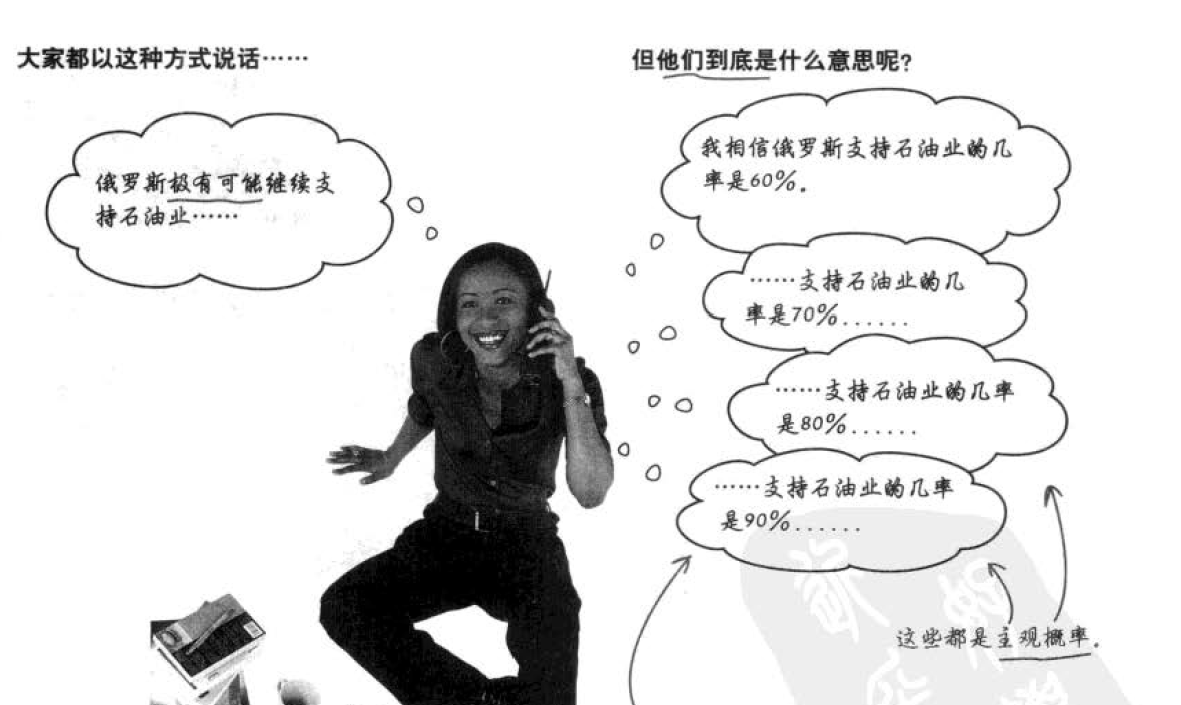 大家都以这种方式说话……
俄罗斯极有可能继续支
持石油业……
但他们到底是什么意思呢?
我相信俄罗斯支持石油业的几
率是60%。
……支持石油业的几
率是70%......
……支持石油业的几率
是80%......
……支持石油业的几率
是90%......
这些都是主观概率。